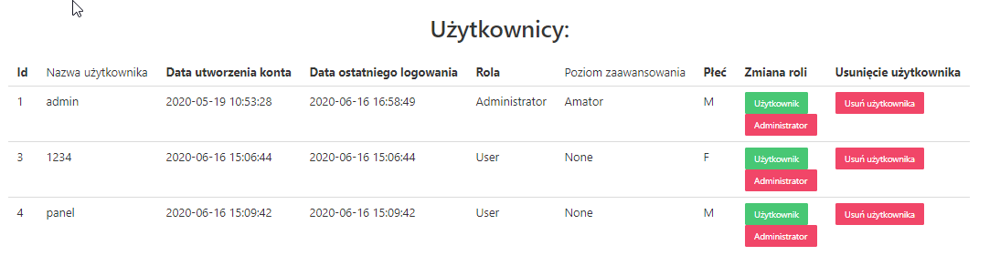 Użytkownicy:
Id Nazwa użytkownika Data utworzenia konta Data ostatniego logowania Rola Poziom zaawansowania Płeć Zmiana roli Usunięcie użytkownika
1 admin 2020-05-19 10:53:28 2020-06-16 16:58:49 Administrator Amator M Użytkownik Usuń użytkownika
Administrator
3 1234 2020-06-16 15:06:44 2020-06-16 15:06:44 User None F Użytkownik Usuń użytkownika
Administrator
4 panel 2020-06-16 15:09:42 2020-06-16 15:09:42 User None M Użytkownik Usuń użytkownika
Administrator